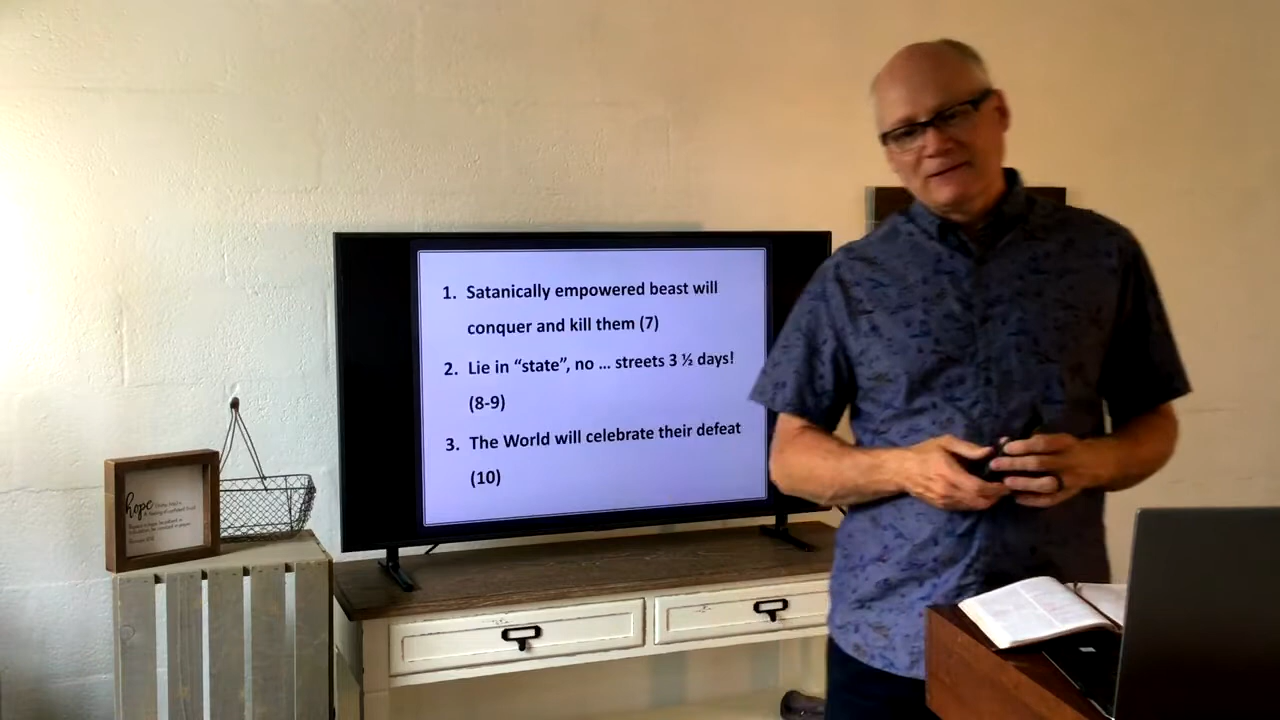 1. Satanically empowered beast will
conquer and kill them (7)
2. Lie in “state”, no ... streets 3 ½ days!
(8-9)
3. The World will celebrate their defeat
(10)
hope